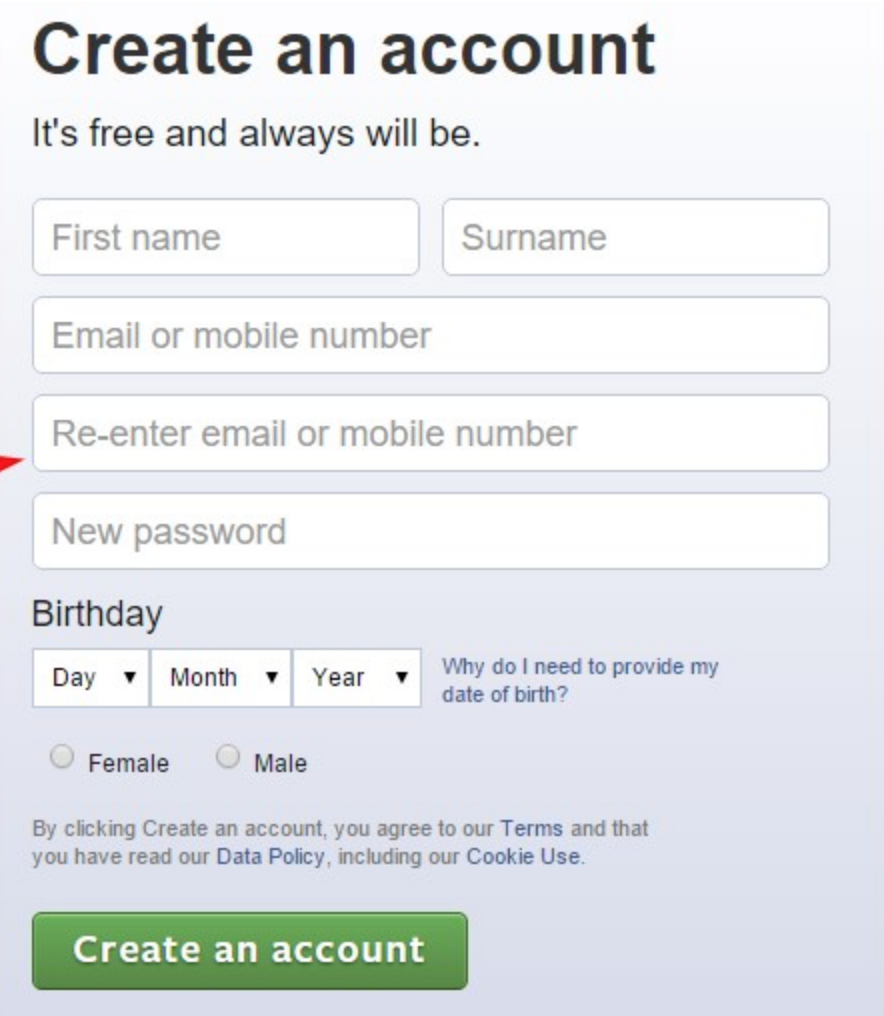 Create an account
It's free and always will be.
First name Surname
Email or mobile number
Re-enter email or mobile number
New password
Birthday
Day Month Year
Why do I need to provide my
date of birth?
Female Male
By clicking Create an account, you agree to our Terms and that
you have read our Data Policy, including our Cookie Use.
Create an account